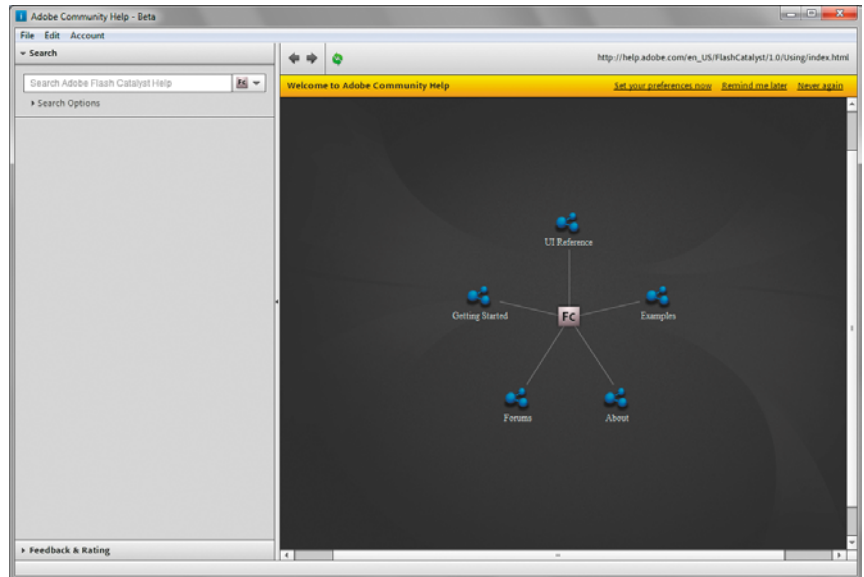 Adobe Community Help - Beta
File Edit Account
Search
http://help.adobe.com/en_US/FlashCatalyst/1.0/Using/index.html
Search Adobe Flash Catalyst Help
Fc
Welcome to Adobe Community Help Set your preferences now Remind me later Never again
Search Options
UI Reference
Getting Started
Fc
Examples
Forums
About
Feedback & Rating